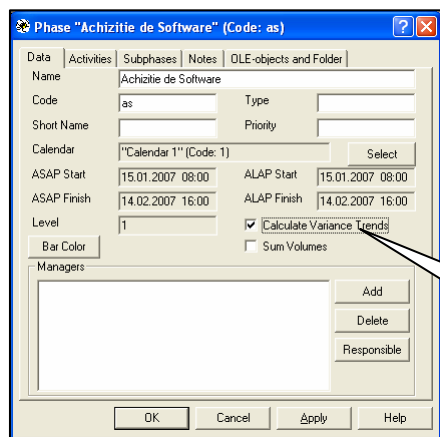 Phase "Achizitie de Software" (Code: as)
Data Activities Subphases Notes OLE-objects and Folder
Name Achizitie de Software
Code as Type
Short Name Priority
Calendar "Calendar 1" (Code: 1) Select
ASAP Start 15.01.2007 08:00 ALAP Start 15.01.2007 08:00
ASAP Finish 14.02.2007 16:00 ALAP Finish 14.02.2007 16:00
Level 1 Calculate Variance Trends
Bar Color Sum Volumes
Managers
Add
Delete
Responsible
OK Cancel Apply Help